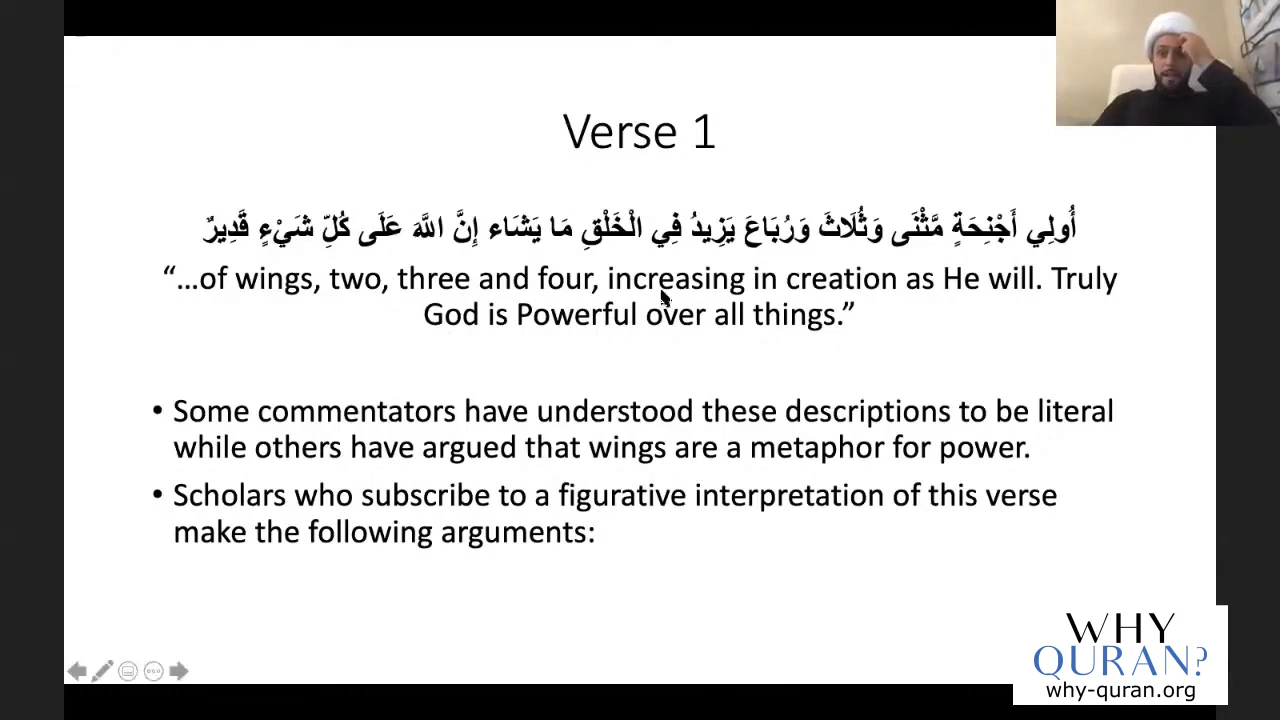 Verse 1
أُولِي أَجْنِحَةٍ مَّثْنَى وَثُلَاثَ وَرُبَاعَ يَزِيدُ فِي الْخَلْقِ مَا يَشَاء إِنَّ اللَّهَ عَلَى كُلِّ شَيْءٍ قَدِيرٌ
“...of wings, two, three and four, increasing in creation as He will. Truly
God is Powerful over all things.”
• Some commentators have understood these descriptions to be literal
while others have argued that wings are a metaphor for power.
• Scholars who subscribe to a figurative interpretation of this verse
make the following arguments:
WHY
QURAN?
why-quran.org